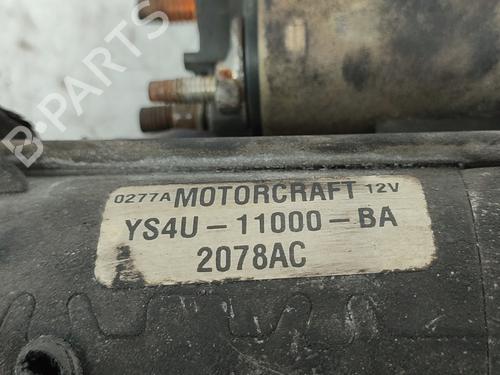 B-PARTS
0277A MOTORCRAFT 12V
YS4U-11000-BA
2078AC